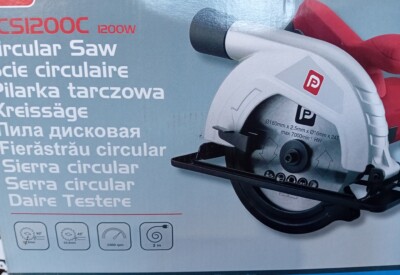 CS1200C 1200W
ircular Saw
cie circulaire
Pilarka tarczowa
Kreissäge
Пила дисковая
Fierăstrău circular
Sierra circular
Serra circular
Daire Testere
P
P